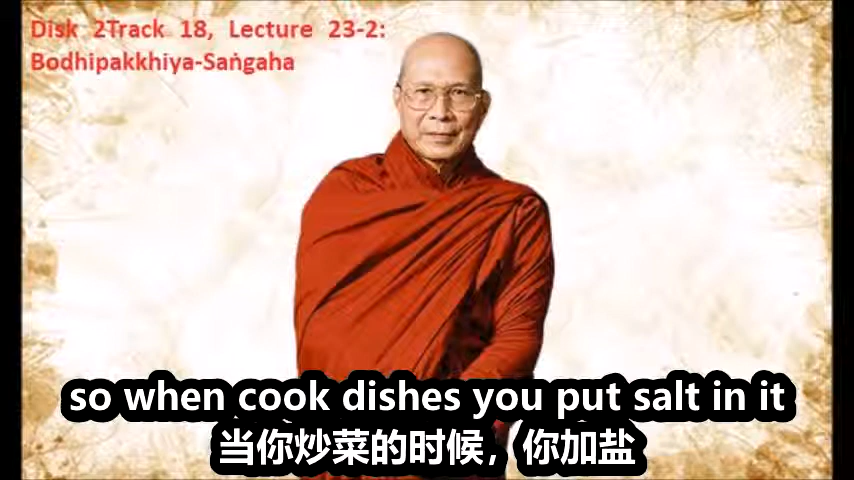 Disk 2Track 18, Lecture 23-2:
Bodhipakkhiya-Saṅgaha
so when cook dishes you put salt in it
当你炒菜的时候，你加盐